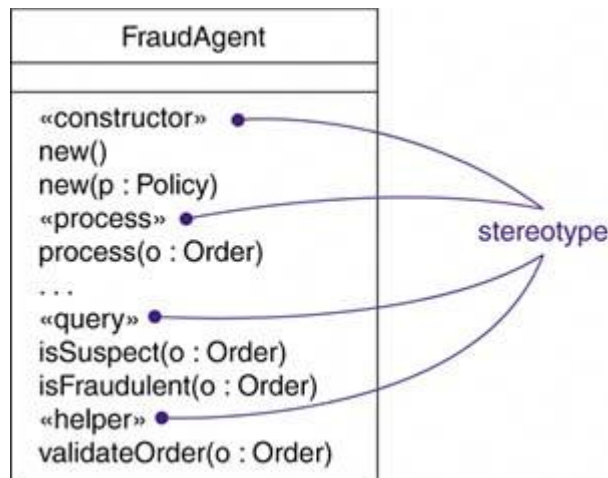 FraudAgent
«constructor»
new()
new(p : Policy)
«process»
process(o : Order)
. . .
«query»
isSuspect(o : Order)
isFraudulent(o : Order)
«helper»
validateOrder(o : Order)
stereotype